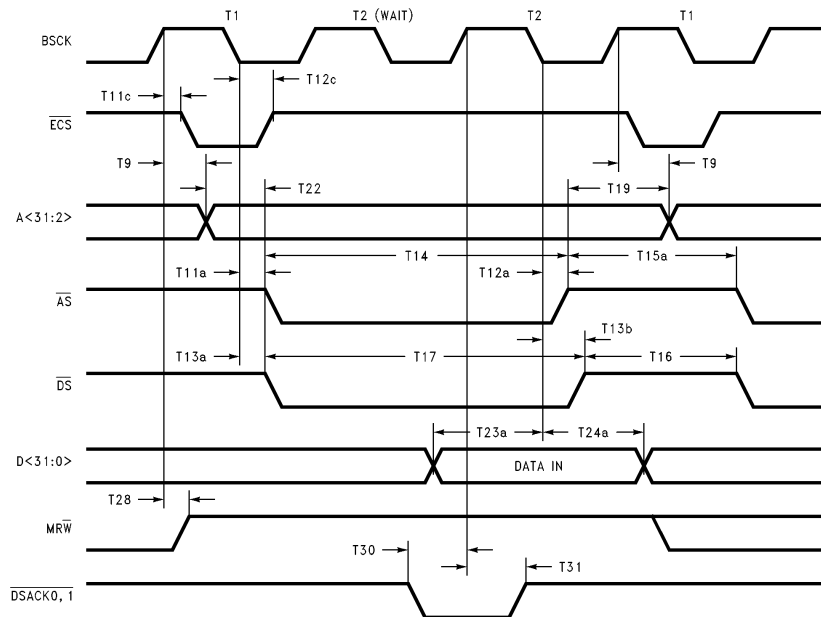 T1 T2 (WAIT) T2 T1
BSCK
T12c
T11c
ECS
T9 T9
T22 T19
A<31:2>
T14 T15a
T11a T12a
AS
T13b
T13a T17 T16
DS
T23a T24a
D<31:0> DATA IN
T28
MRW
T30 T31
DSACK0, 1